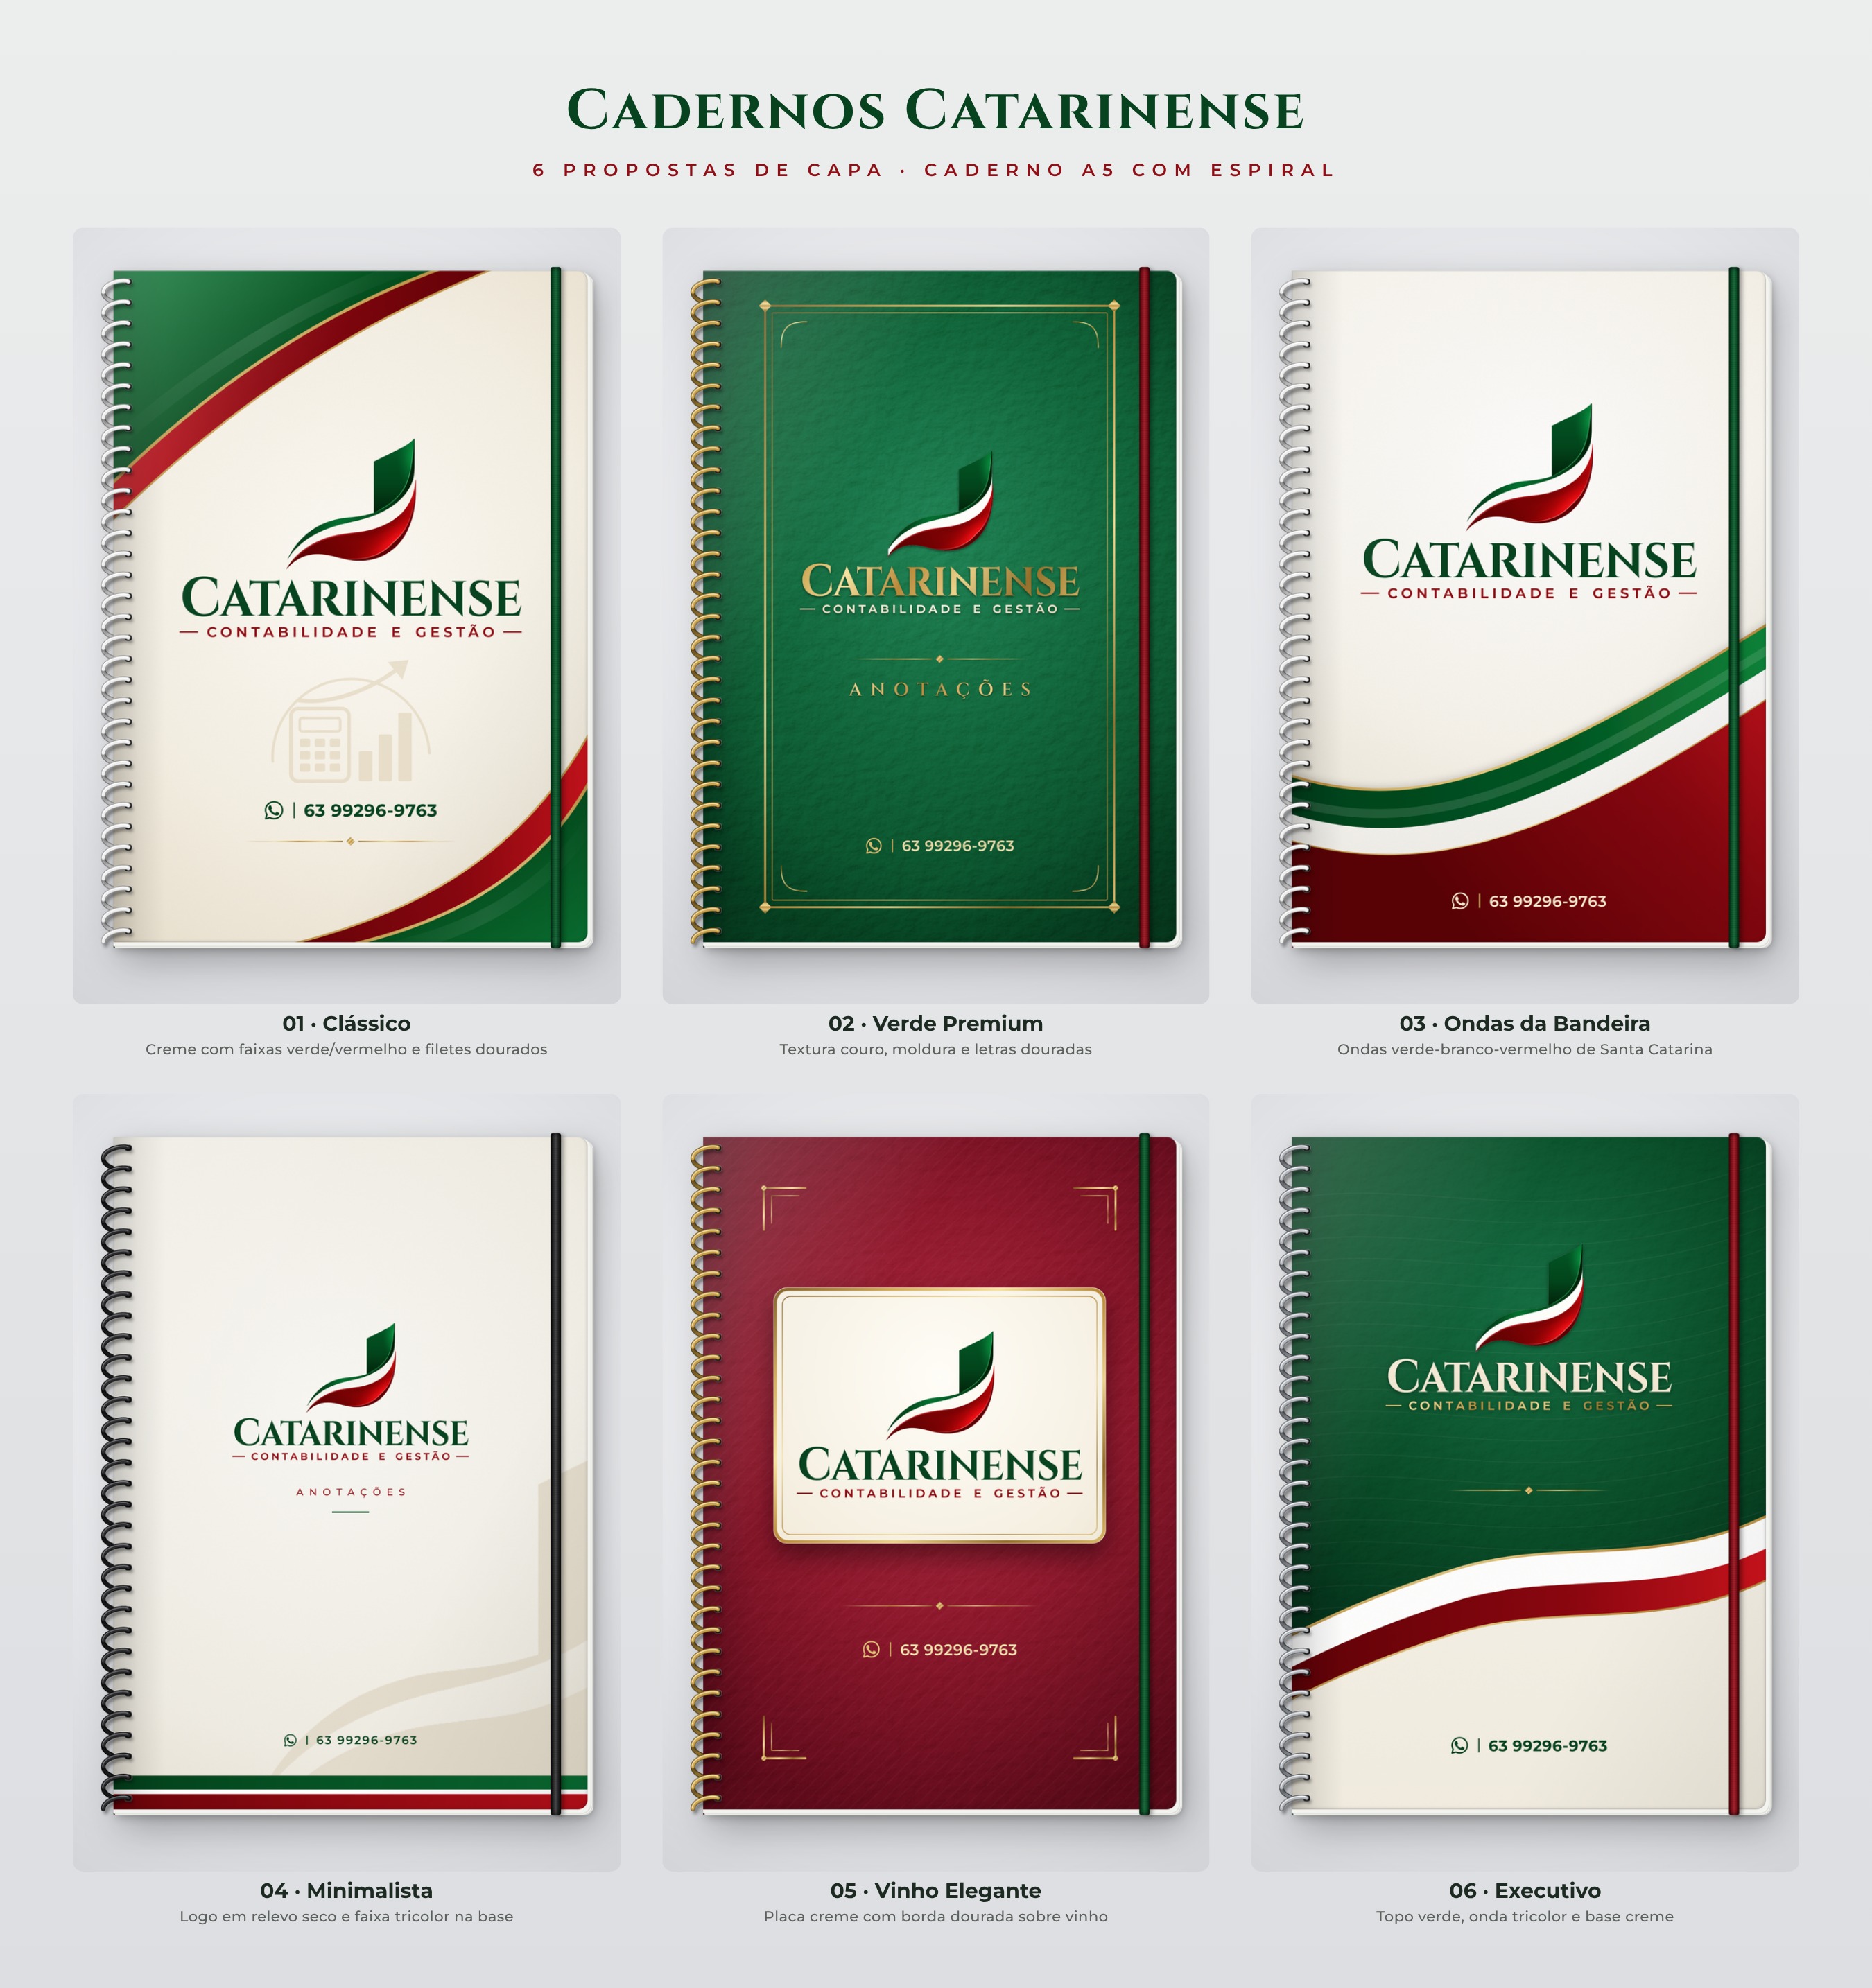 Cadernos Catarinense
6 PROPOSTAS DE CAPA · CADERNO A5 COM ESPIRAL
CATARINENSE
CONTABILIDADE E GESTÃO
| 63 99296-9763
01 · Clássico
Creme com faixas verde/vermelho e filetes dourados
CATARINENSE
CONTABILIDADE E GESTÃO
ANOTAÇÕES
| 63 99296-9763
02 · Verde Premium
Textura couro, moldura e letras douradas
CATARINENSE
CONTABILIDADE E GESTÃO
| 63 99296-9763
03 · Ondas da Bandeira
Ondas verde-branco-vermelho de Santa Catarina
CATARINENSE
CONTABILIDADE E GESTÃO
ANOTAÇÕES
| 63 99296-9763
04 · Minimalista
Logo em relevo seco e faixa tricolor na base
CATARINENSE
CONTABILIDADE E GESTÃO
| 63 99296-9763
05 · Vinho Elegante
Placa creme com borda dourada sobre vinho
CATARINENSE
CONTABILIDADE E GESTÃO
| 63 99296-9763
06 · Executivo
Topo verde, onda tricolor e base creme